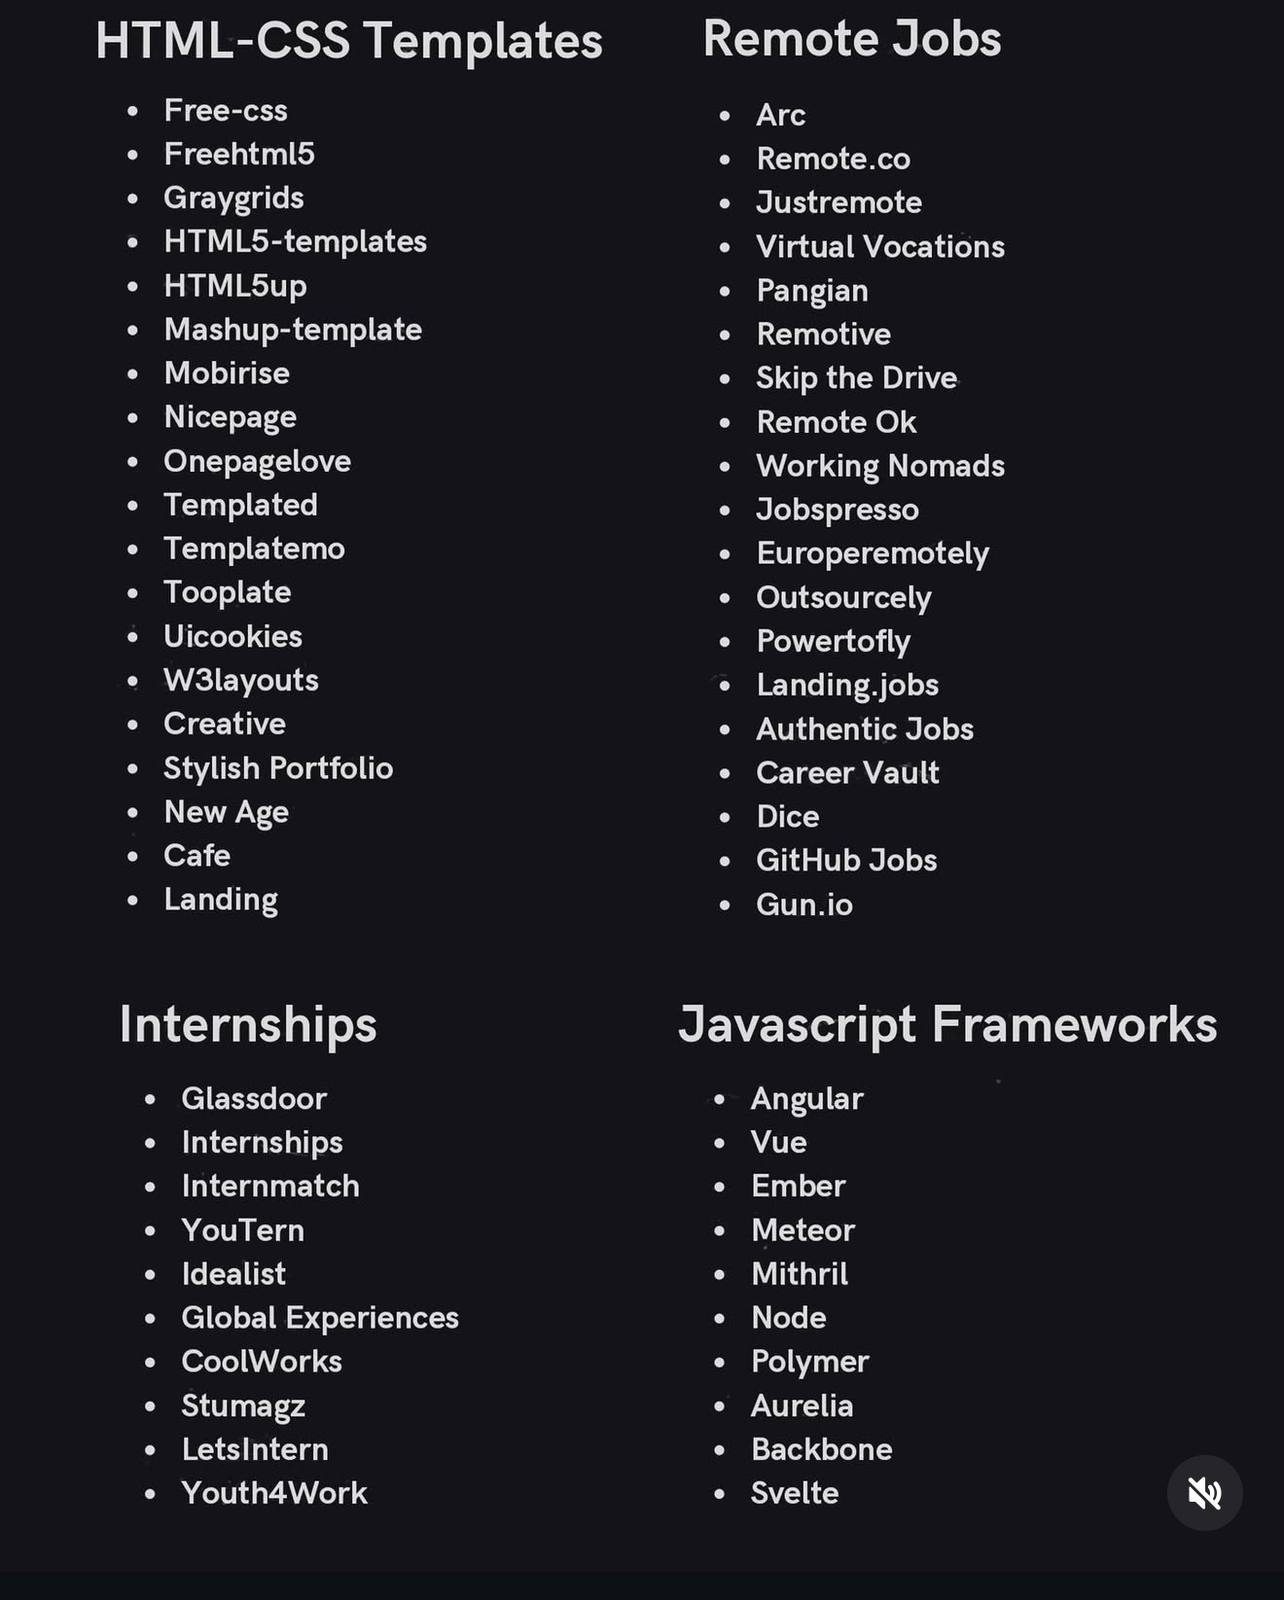 HTML-CSS Templates
• Free-css
• Freehtml5
• Graygrids
• HTML5-templates
• HTML5up
• Mashup-template
• Mobirise
• Nicepage
• Onepagelove
• Templated
• Templatemo
• Tooplate
• Uicookies
• W3layouts
• Creative
• Stylish Portfolio
• New Age
• Cafe
• Landing
Remote Jobs
• Arc
• Remote.co
• Justremote
• Virtual Vocations
• Pangian
• Remotive
• Skip the Drive
• Remote Ok
• Working Nomads
• Jobspresso
• Europeremotely
• Outsourcely
• Powertofly
• Landing.jobs
• Authentic Jobs
• Career Vault
• Dice
• GitHub Jobs
• Gun.io
Internships
• Glassdoor
• Internships
• Internmatch
• YouTern
• Idealist
• Global Experiences
• CoolWorks
• Stumagz
• LetsIntern
• Youth4Work
Javascript Frameworks
• Angular
• Vue
• Ember
• Meteor
• Mithril
• Node
• Polymer
• Aurelia
• Backbone
• Svelte